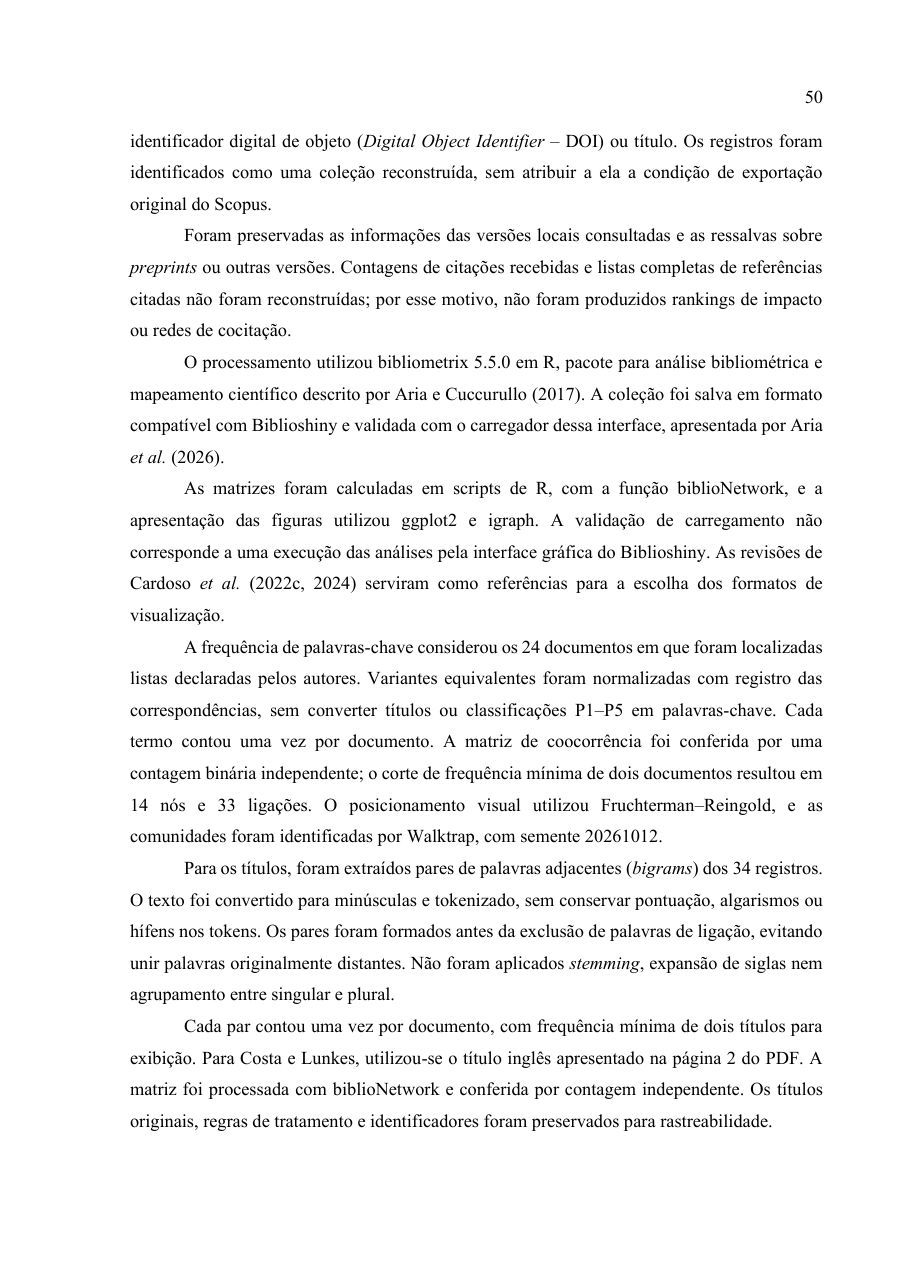 50
identificador digital de objeto (Digital Object Identifier – DOI) ou título. Os registros foram
identificados como uma coleção reconstruída, sem atribuir a ela a condição de exportação
original do Scopus.
Foram preservadas as informações das versões locais consultadas e as ressalvas sobre
preprints ou outras versões. Contagens de citações recebidas e listas completas de referências
citadas não foram reconstruídas; por esse motivo, não foram produzidos rankings de impacto
ou redes de cocitação.
O processamento utilizou bibliometrix 5.5.0 em R, pacote para análise bibliométrica e
mapeamento científico descrito por Aria e Cuccurullo (2017). A coleção foi salva em formato
compatível com Biblioshiny e validada com o carregador dessa interface, apresentada por Aria
et al. (2026).
As matrizes foram calculadas em scripts de R, com a função biblioNetwork, e a
apresentação das figuras utilizou ggplot2 e igraph. A validação de carregamento não
corresponde a uma execução das análises pela interface gráfica do Biblioshiny. As revisões de
Cardoso et al. (2022c, 2024) serviram como referências para a escolha dos formatos de
visualização.
A frequência de palavras-chave considerou os 24 documentos em que foram localizadas
listas declaradas pelos autores. Variantes equivalentes foram normalizadas com registro das
correspondências, sem converter títulos ou classificações P1–P5 em palavras-chave. Cada
termo contou uma vez por documento. A matriz de coocorrência foi conferida por uma
contagem binária independente; o corte de frequência mínima de dois documentos resultou em
14 nós e 33 ligações. O posicionamento visual utilizou Fruchterman–Reingold, e as
comunidades foram identificadas por Walktrap, com semente 20261012.
Para os títulos, foram extraídos pares de palavras adjacentes (bigrams) dos 34 registros.
O texto foi convertido para minúsculas e tokenizado, sem conservar pontuação, algarismos ou
hífens nos tokens. Os pares foram formados antes da exclusão de palavras de ligação, evitando
unir palavras originalmente distantes. Não foram aplicados stemming, expansão de siglas nem
agrupamento entre singular e plural.
Cada par contou uma vez por documento, com frequência mínima de dois títulos para
exibição. Para Costa e Lunkes, utilizou-se o título inglês apresentado na página 2 do PDF. A
matriz foi processada com biblioNetwork e conferida por contagem independente. Os títulos
originais, regras de tratamento e identificadores foram preservados para rastreabilidade.